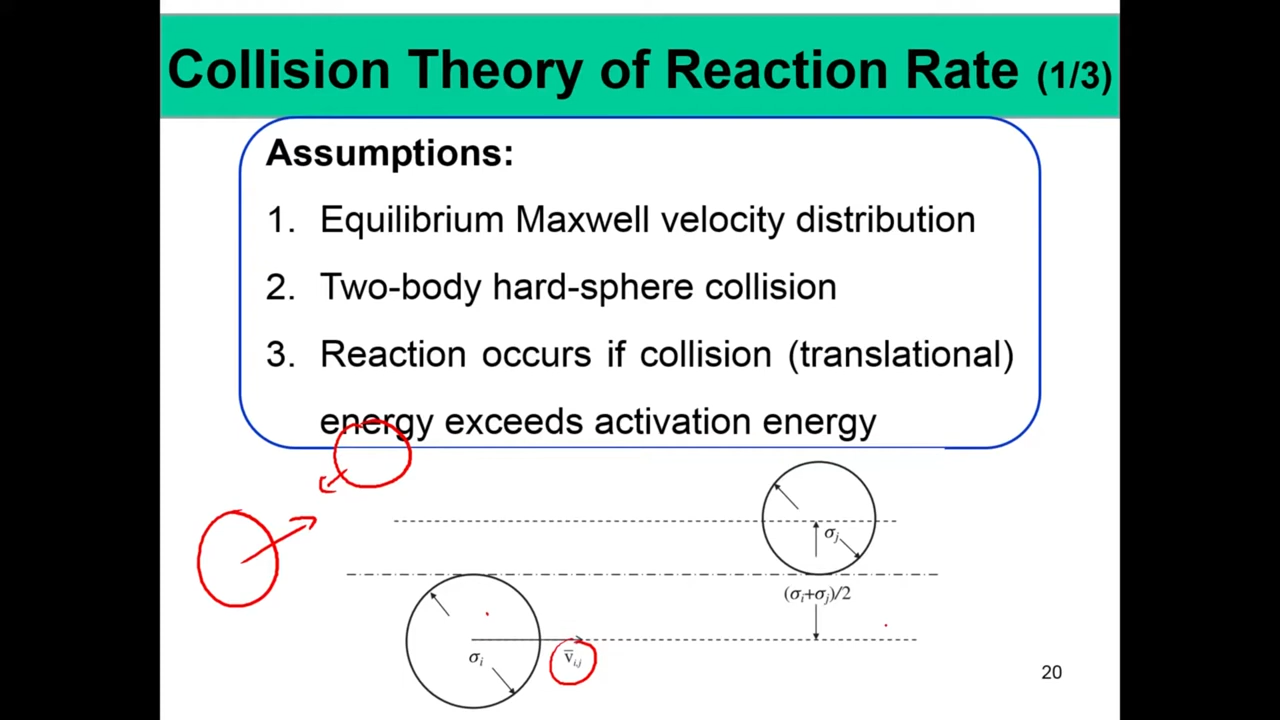 Collision Theory of Reaction Rate (1/3)
Assumptions:
1. Equilibrium Maxwell velocity distribution
2. Two-body hard-sphere collision
3. Reaction occurs if collision (translational)
energy exceeds activation energy
σⱼ
(σᵢ+σⱼ)/2
σᵢ
v̅ᵢ,ⱼ
20